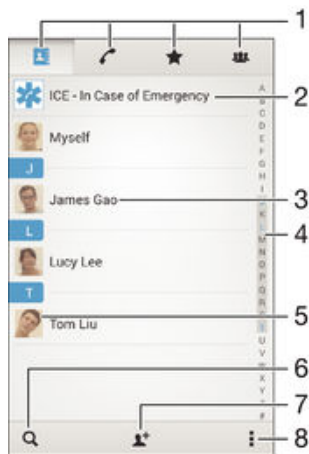 1
ICE - In Case of Emergency
2
A
B
C
D
E
F
Myself
G
H
I
J
James Gao
3
K
4
L
M
N
Lucy Lee
O
P
Q
T
R
5
Tom Liu
U
V
W
X
Y
#
6
7
8